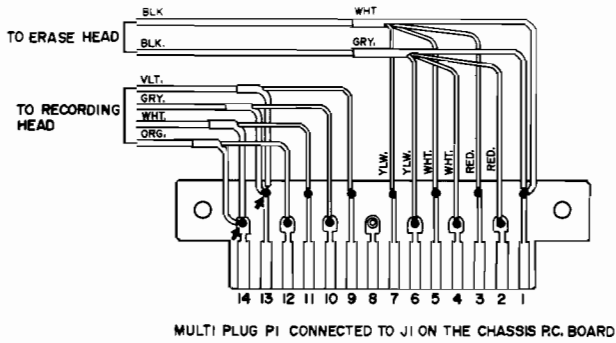 BLK
WHT
TO ERASE HEAD
BLK.
GRY.
VLT.
TO RECORDING
HEAD
GRY.
WHT.
ORG.
YLW.
YLW.
WHT.
WHT.
RED.
RED.
14 13 12 11 10 9 8 7 6 5 4 3 2 1
MULTI PLUG P1 CONNECTED TO J1 ON THE CHASSIS P.C. BOARD